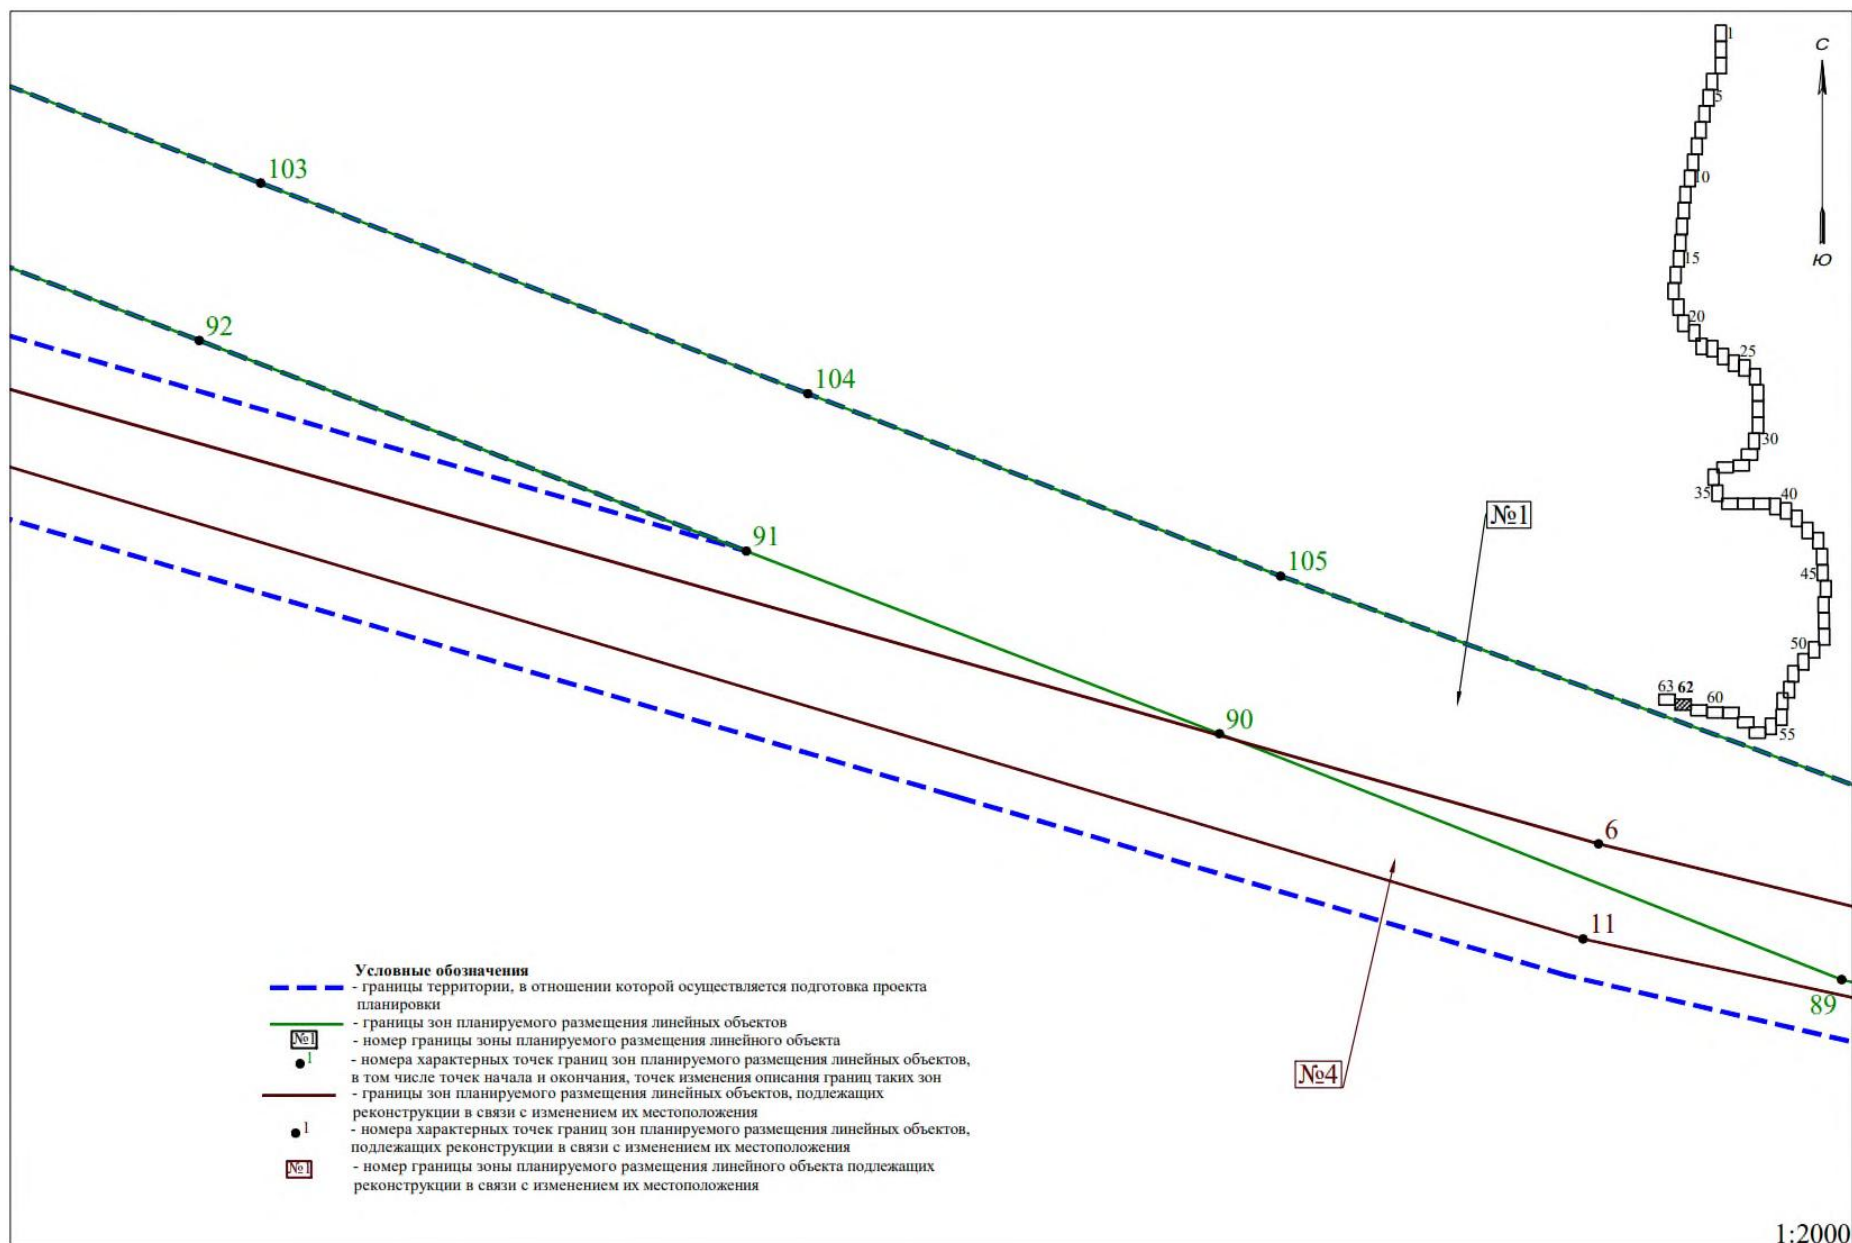 1
С
5
103
10
15
Ю
92
20
25
104
30
35
40
№1
91
105
45
50
63 62 60
90
55
6
11
89
Условные обозначения
- границы территории, в отношении которой осуществляется подготовка проекта
планировки
- границы зон планируемого размещения линейных объектов
№1
- номер границы зоны планируемого размещения линейного объекта
1
- номера характерных точек границ зон планируемого размещения линейных объектов,
в том числе точек начала и окончания, точек изменения описания границ таких зон
- границы зон планируемого размещения линейных объектов, подлежащих
реконструкции в связи с изменением их местоположения
1
- номера характерных точек границ зон планируемого размещения линейных объектов,
подлежащих реконструкции в связи с изменением их местоположения
№1
- номер границы зоны планируемого размещения линейного объекта подлежащих
реконструкции в связи с изменением их местоположения
№4
1:2000